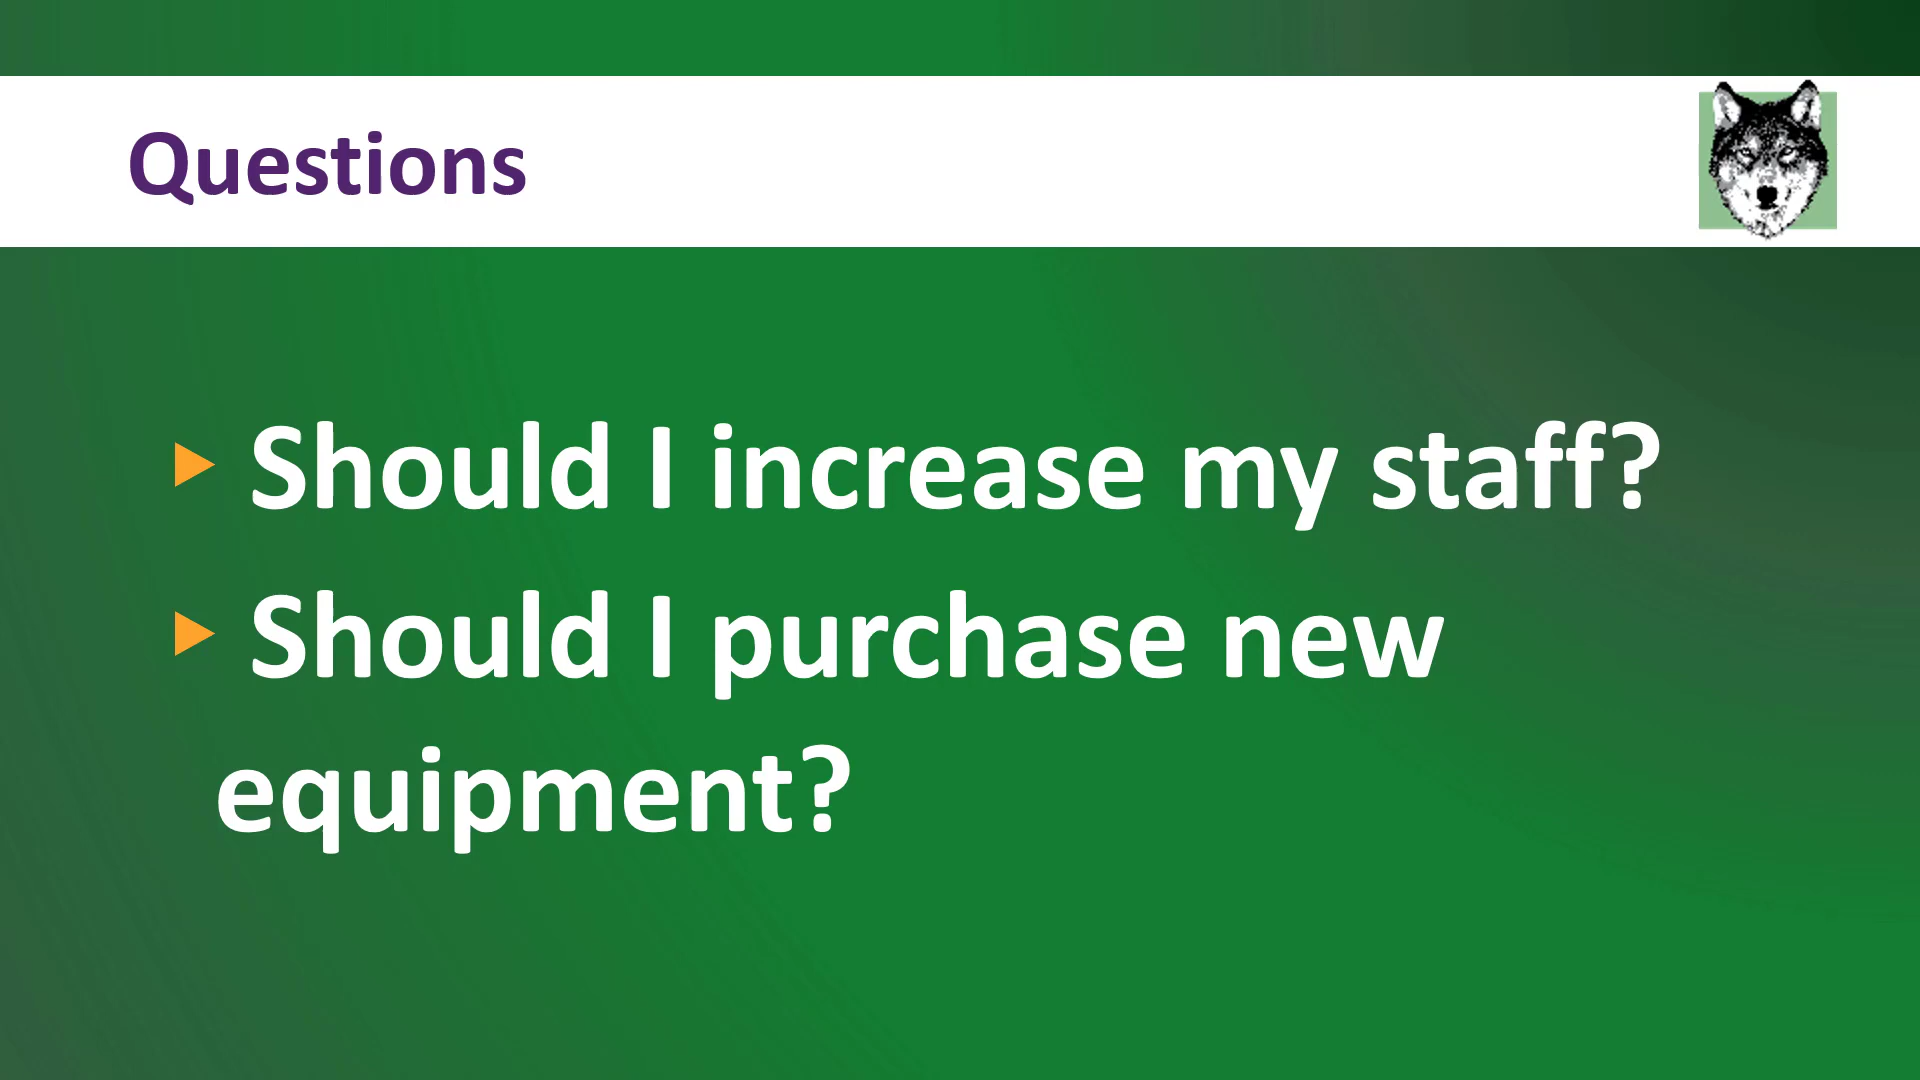 Questions
Should I increase my staff?
Should I purchase new
equipment?